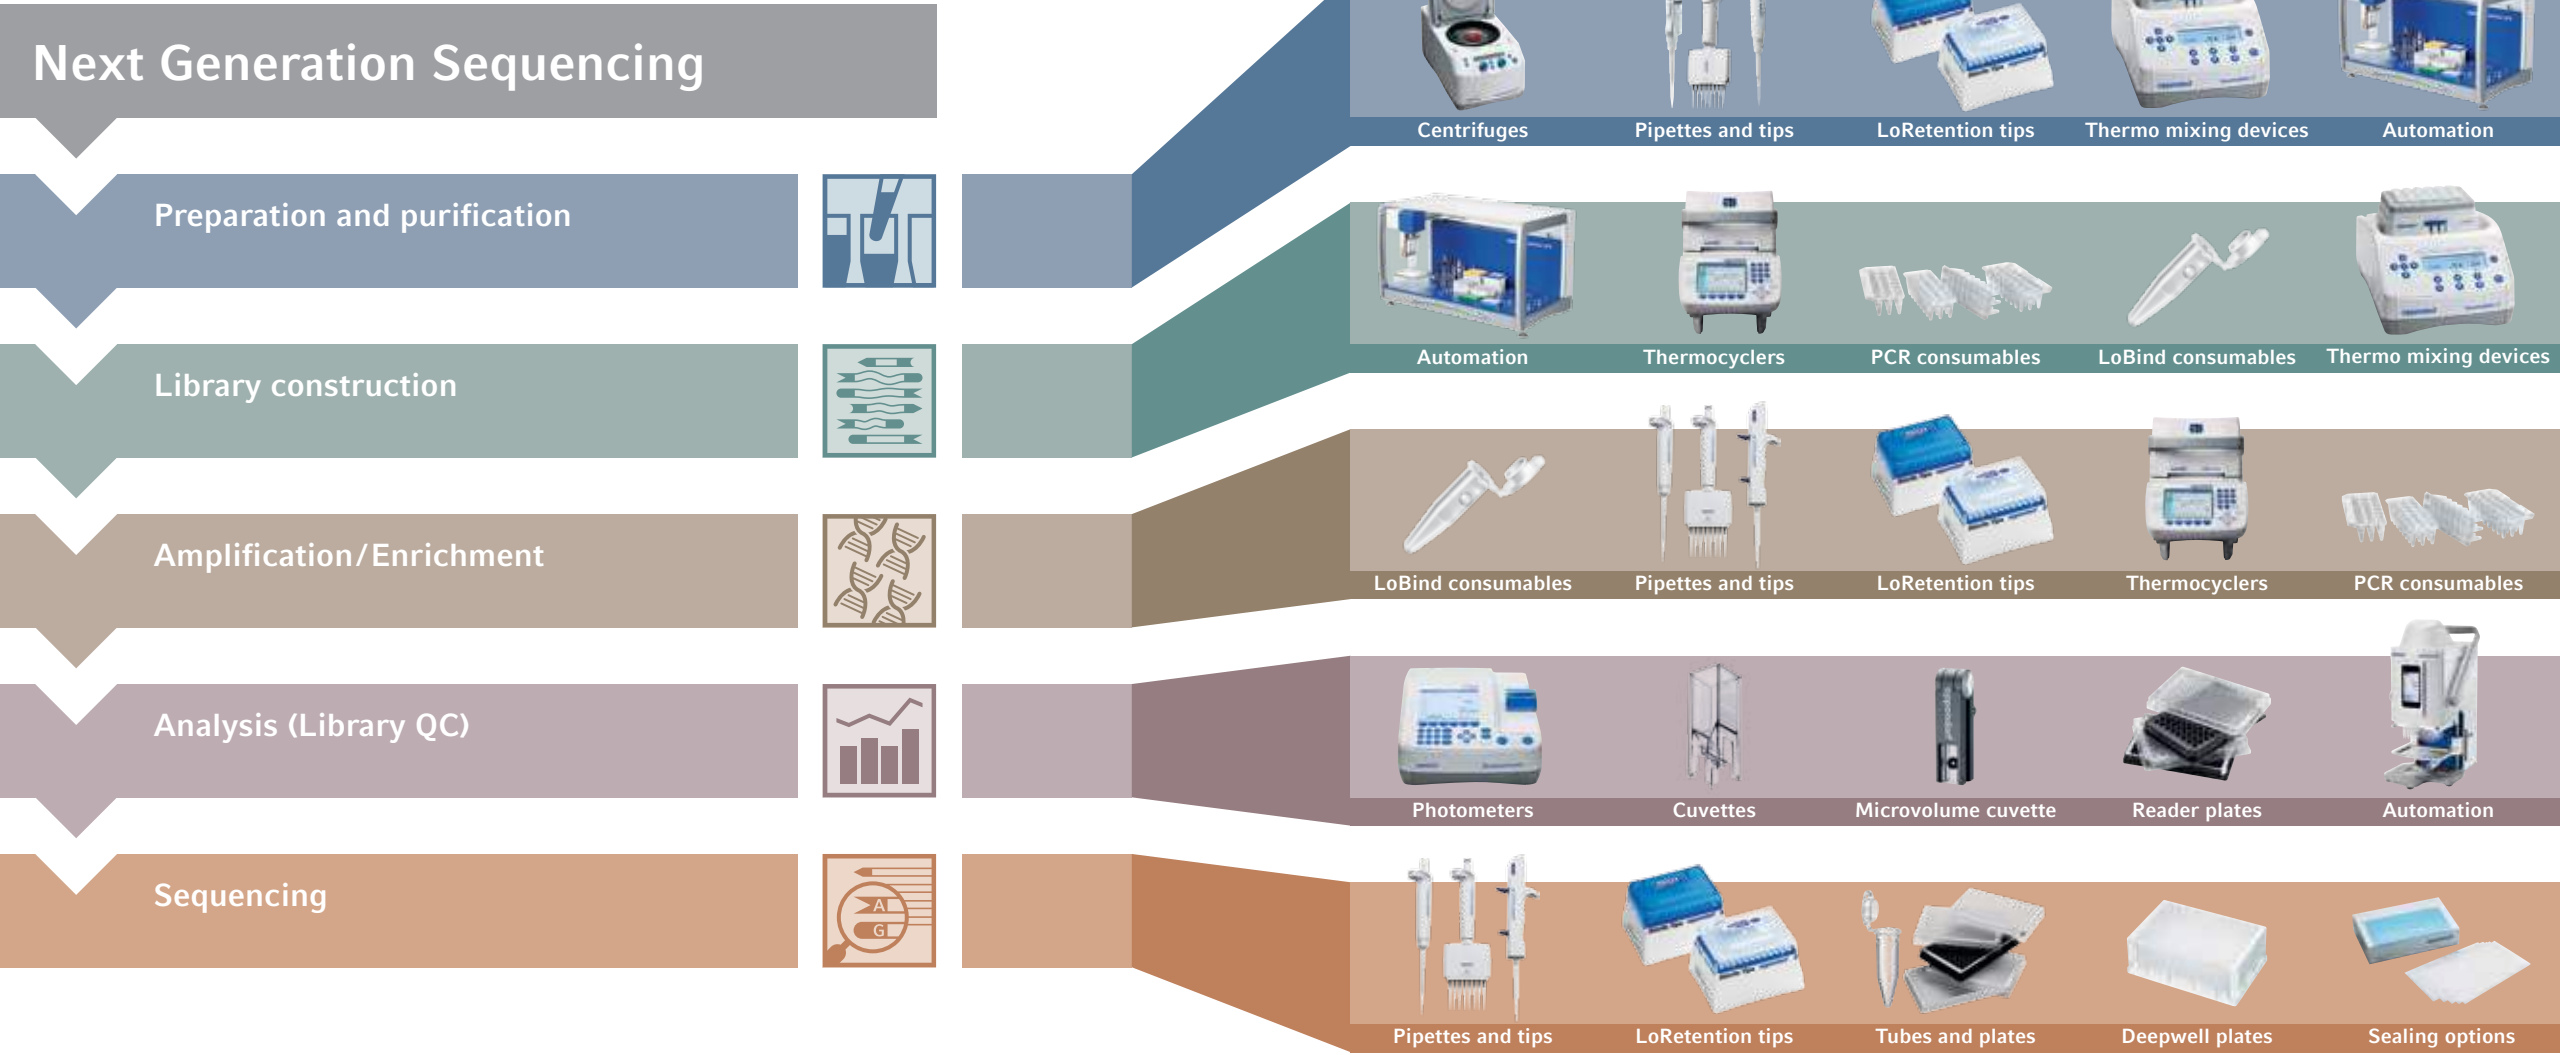 Next Generation Sequencing
Centrifuges
Pipettes and tips
LoRetention tips
Thermo mixing devices
Automation
Preparation and purification
Automation
Thermocyclers
PCR consumables
LoBind consumables
Thermo mixing devices
Library construction
LoBind consumables
Pipettes and tips
LoRetention tips
Thermocyclers
PCR consumables
Amplification/Enrichment
Photometers
Cuvettes
Microvolume cuvette
Reader plates
Automation
Analysis (Library QC)
Sequencing
A
G
Pipettes and tips
LoRetention tips
Tubes and plates
Deepwell plates
Sealing options